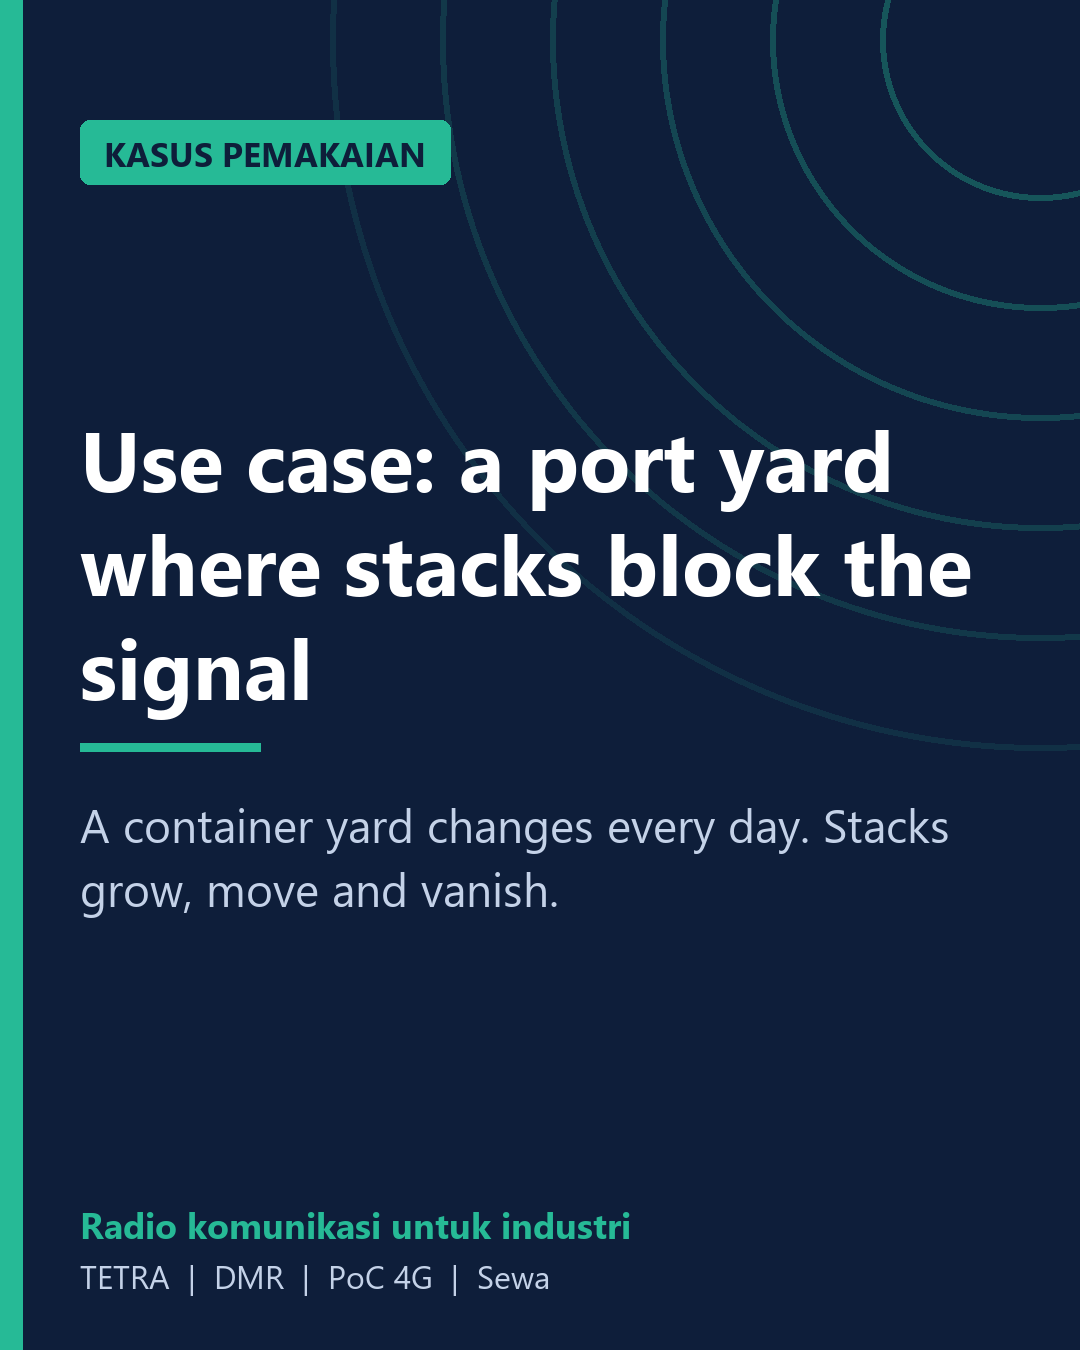 KASUS PEMAKAIAN
Use case: a port yard
where stacks block the
signal
A container yard changes every day. Stacks
grow, move and vanish.
Radio komunikasi untuk industri
TETRA | DMR | PoC 4G | Sewa